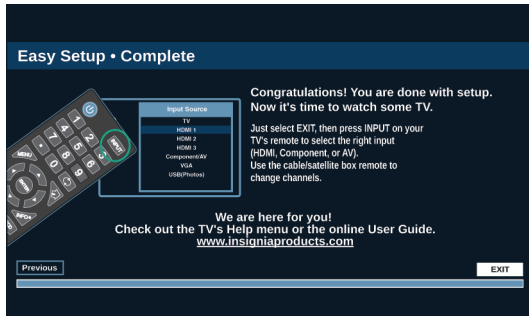 Easy Setup • Complete
Congratulations! You are done with setup.
Now it's time to watch some TV.
Just select EXIT, then press INPUT on your
TV's remote to select the right input
(HDMI, Component, or AV).
Use the cable/satellite box remote to
change channels.
Input Source
TV
HDMI 1
HDMI 2
HDMI 3
Component/AV
VGA
USB(Photos)
INPUT
MENU
ENTER
INFO+
We are here for you!
Check out the TV's Help menu or the online User Guide.
www.insigniaproducts.com
Previous
EXIT